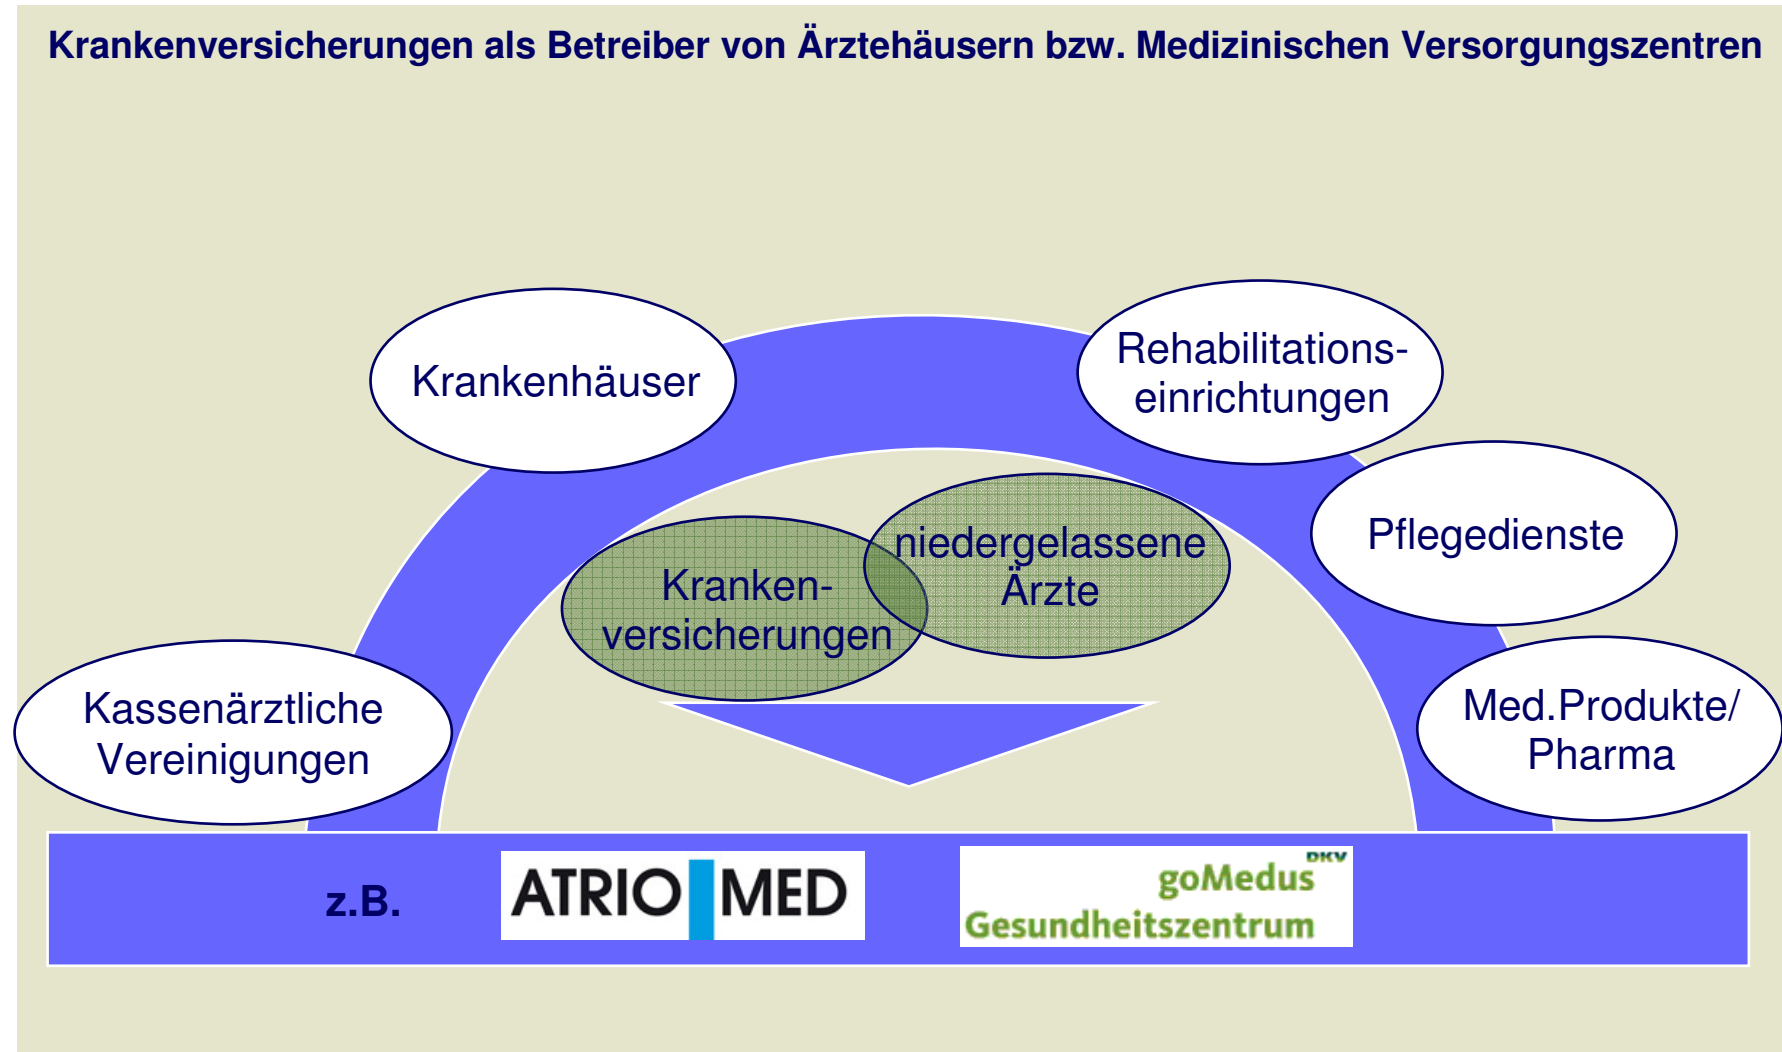 Krankenversicherungen als Betreiber von Ärztehäusern bzw. Medizinischen Versorgungszentren
Krankenhäuser
Rehabilitations-
einrichtungen
Pflegedienste
niedergelassene
Ärzte
Kranken-
versicherungen
Kassenärztliche
Vereinigungen
Med.Produkte/
Pharma
z.B.
ATRIO MED
DKV
goMedus
Gesundheitszentrum